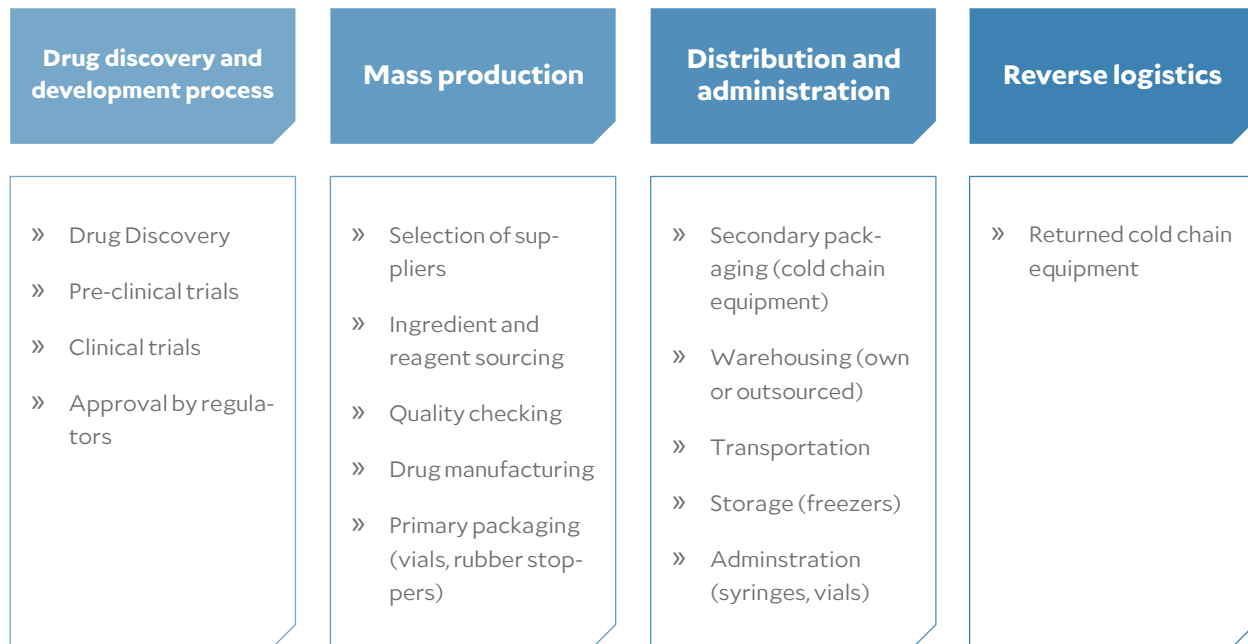 Drug discovery and
development process
Mass production
Distribution and
administration
Reverse logistics
» Drug Discovery
» Pre-clinical trials
» Clinical trials
» Approval by regula-
tors
» Selection of sup-
pliers
» Ingredient and
reagent sourcing
» Quality checking
» Drug manufacturing
» Primary packaging
(vials, rubber stop-
pers)
» Secondary pack-
aging (cold chain
equipment)
» Warehousing (own
or outsourced)
» Transportation
» Storage (freezers)
» Adminstration
(syringes, vials)
» Returned cold chain
equipment